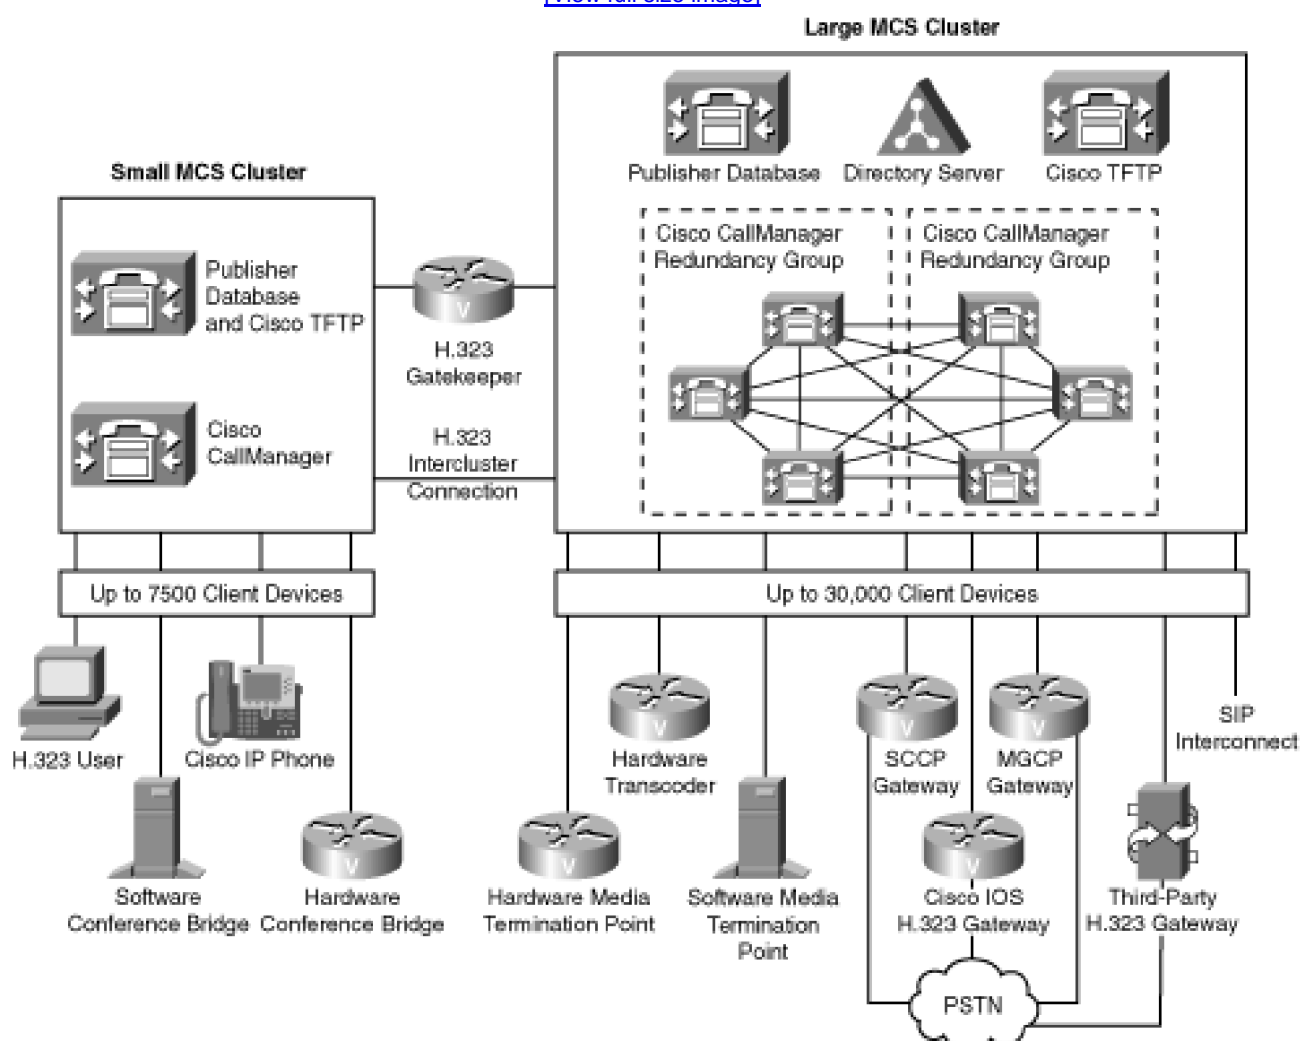 [View full size image]
Large MCS Cluster
Publisher Database
Directory Server
Cisco TFTP
Small MCS Cluster
Cisco CallManager
Redundancy Group
Cisco CallManager
Redundancy Group
Publisher
Database
and Cisco TFTP
V
H.323
Gatekeeper
Cisco
CallManager
H.323
Intercluster
Connection
Up to 7500 Client Devices
Up to 30,000 Client Devices
H.323 User
Cisco IP Phone
V
Hardware
Transcoder
V
SCCP
Gateway
V
MGCP
Gateway
SIP
Interconnect
Software
Conference Bridge
V
Hardware
Conference Bridge
V
Hardware Media
Termination Point
Software Media
Termination
Point
V
Cisco IOS
H.323 Gateway
Third-Party
H.323 Gateway
PSTN